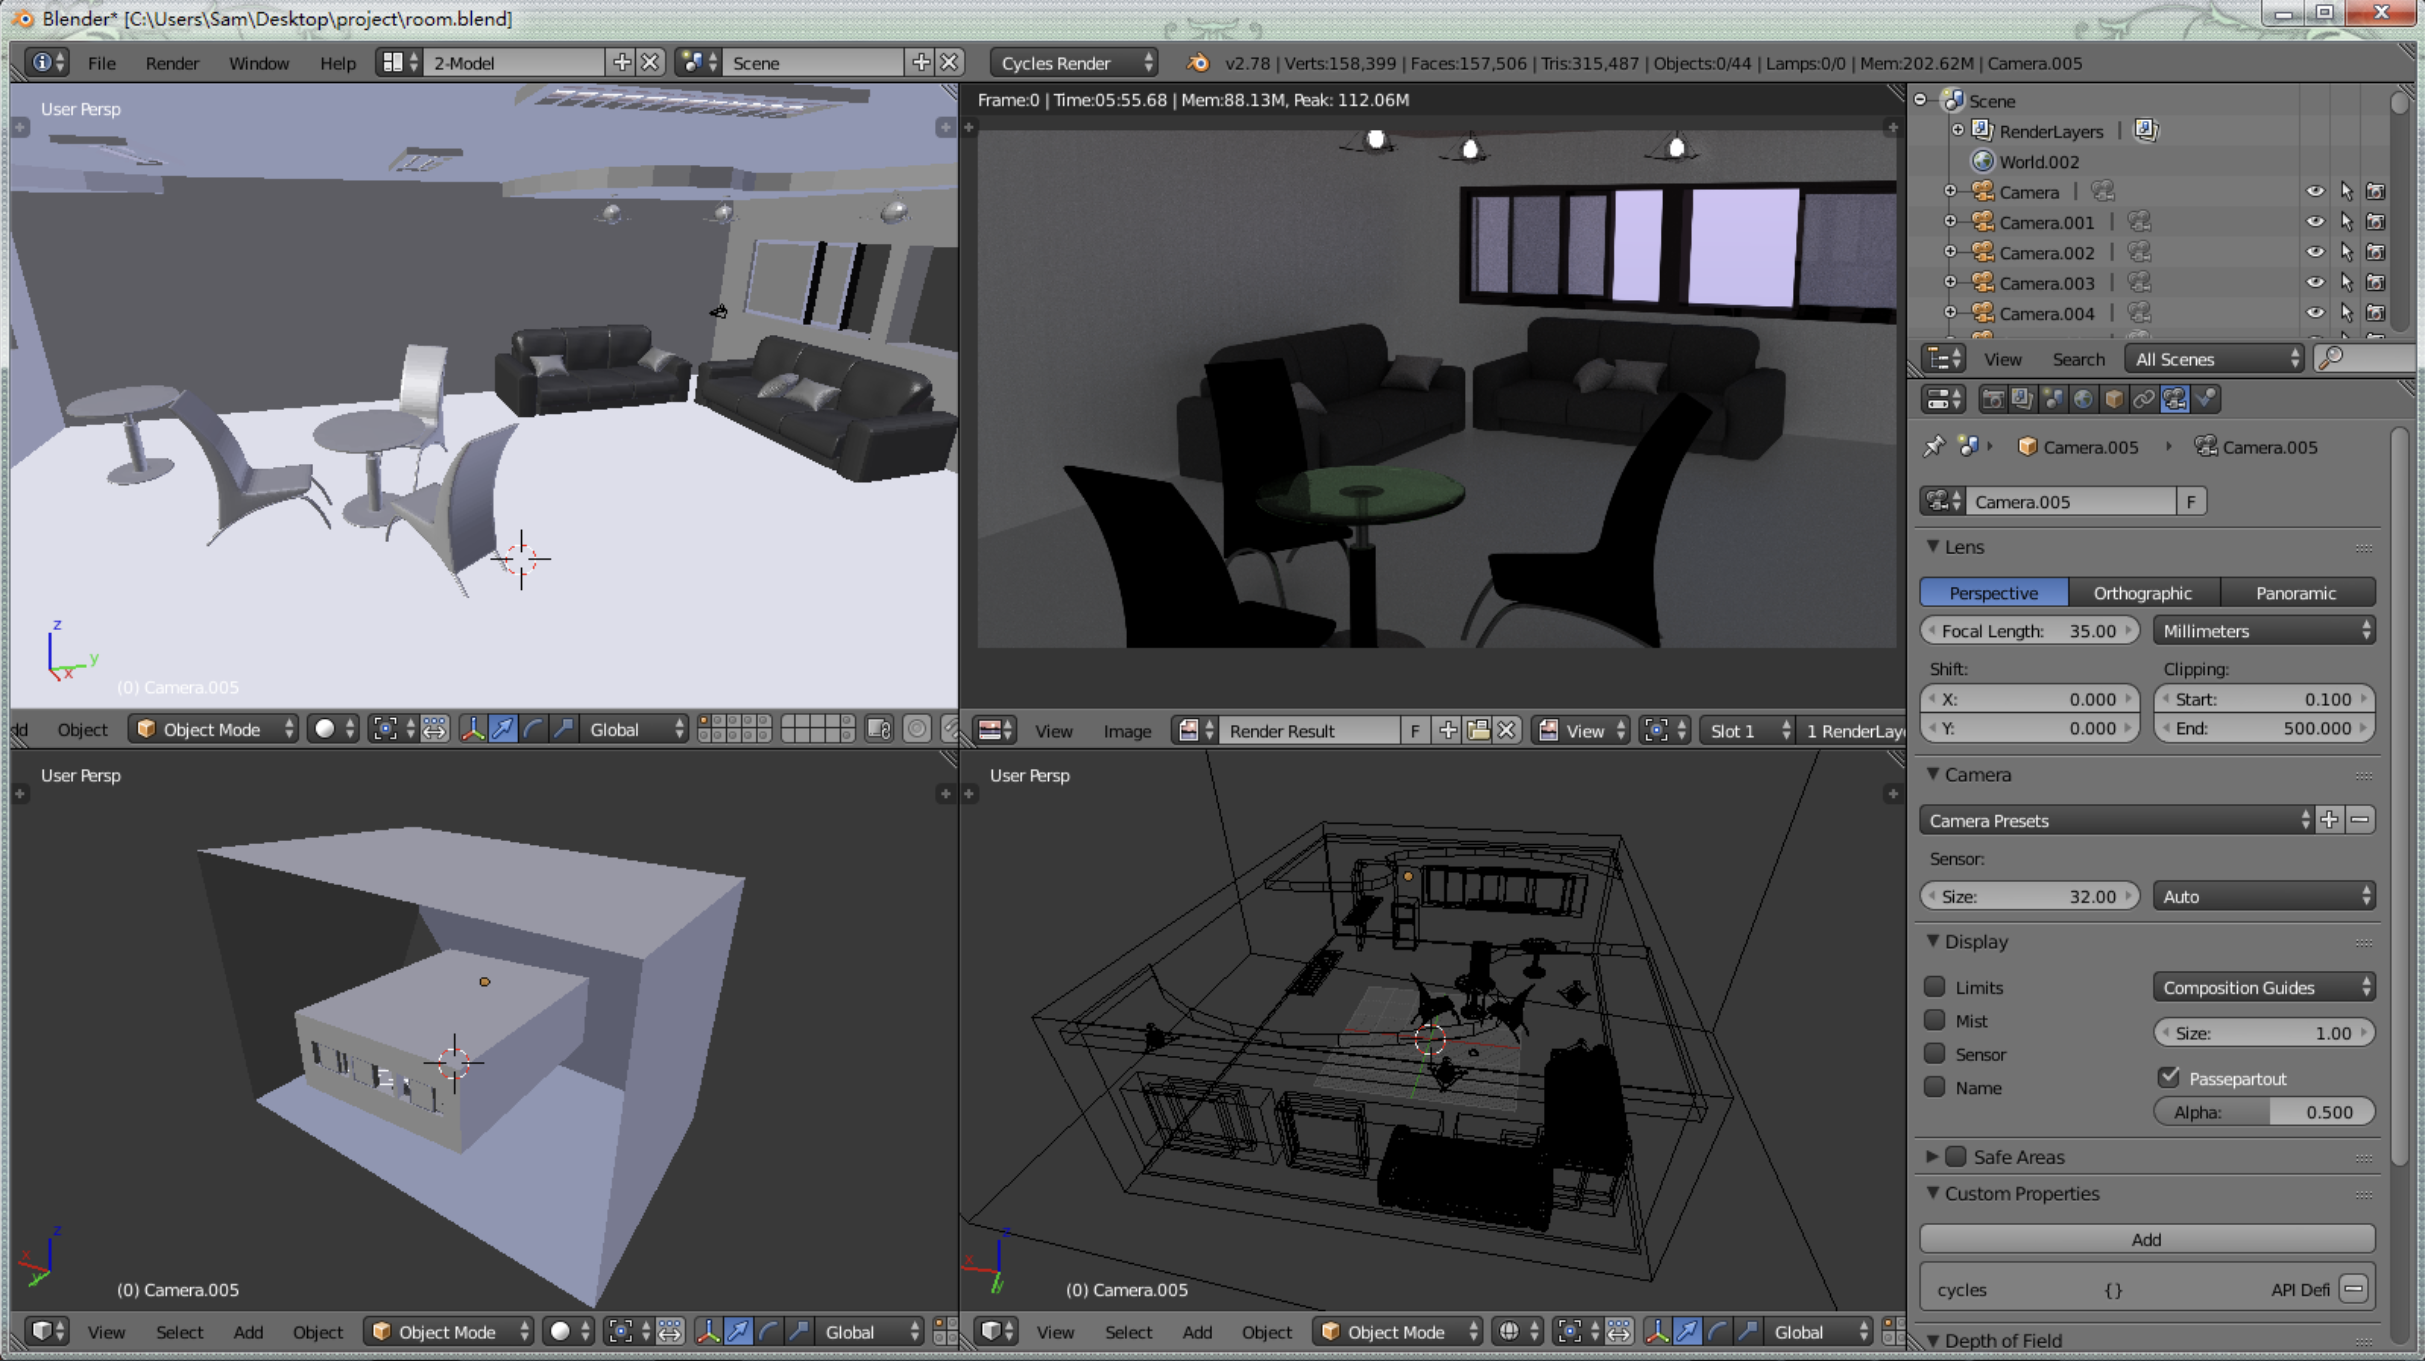 Blender* [C:\Users\Sam\Desktop\project\room.blend]
File Render Window Help 2-Model Scene Cycles Render v2.78 | Verts:158,399 | Faces:157,506 | Tris:315,487 | Objects:0/44 | Lamps:0/0 | Mem:202.62M | Camera.005
User Persp
z
y
x
(0) Camera.005
Object Object Mode Global
Frame:0 | Time:05:55.68 | Mem:88.13M, Peak: 112.06M
View Image Render Result F View Slot 1 1 RenderLay
User Persp
z
x
y
(0) Camera.005
View Select Add Object Object Mode Global
User Persp
z
x
y
(0) Camera.005
View Select Add Object Object Mode Global
Scene
RenderLayers |
World.002
Camera |
Camera.001 |
Camera.002 |
Camera.003 |
Camera.004 |
View Search All Scenes
Camera.005 Camera.005
Camera.005 F
Lens
Perspective Orthographic Panoramic
Focal Length: 35.00 Millimeters
Shift: Clipping:
X: 0.000 Start: 0.100
Y: 0.000 End: 500.000
Camera
Camera Presets
Sensor:
Size: 32.00 Auto
Display
Limits Composition Guides
Mist Size: 1.00
Sensor
Name Passepartout
Alpha: 0.500
Safe Areas
Custom Properties
Add
cycles {} API Defi
Depth of Field